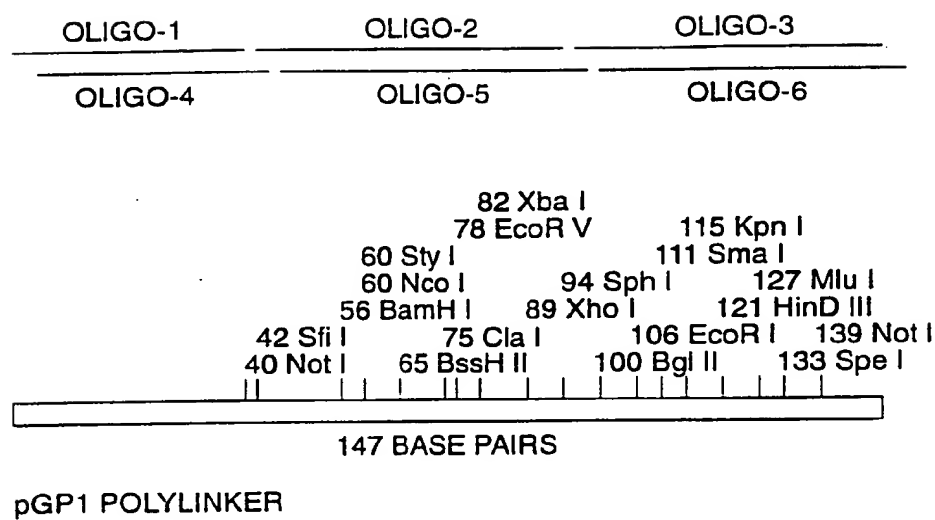 OLIGO-1 OLIGO-2 OLIGO-3
OLIGO-4 OLIGO-5 OLIGO-6
82 Xba I
78 EcoR V 115 Kpn I
60 Sty I 111 Sma I
60 Nco I 94 Sph I 127 Mlu I
56 BamH I 89 Xho I 121 HinD III
42 Sfi I 75 Cla I 106 EcoR I 139 Not I
40 Not I 65 BssH II 100 Bgl II 133 Spe I
147 BASE PAIRS
pGP1 POLYLINKER